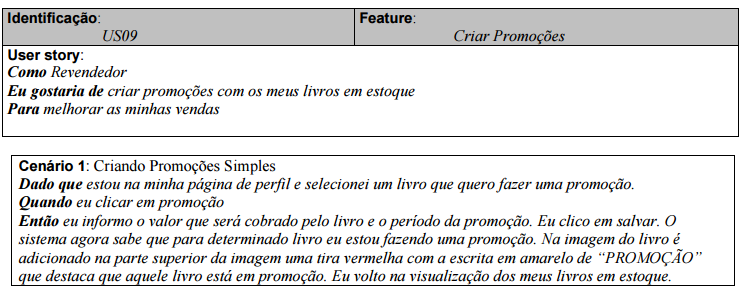 Identificação: Feature:
US09 Criar Promoções
User story:
Como Revendedor
Eu gostaria de criar promoções com os meus livros em estoque
Para melhorar as minhas vendas
Cenário 1: Criando Promoções Simples
Dado que estou na minha página de perfil e selecionei um livro que quero fazer uma promoção.
Quando eu clicar em promoção
Então eu informo o valor que será cobrado pelo livro e o período da promoção. Eu clico em salvar. O
sistema agora sabe que para determinado livro eu estou fazendo uma promoção. Na imagem do livro é
adicionado na parte superior da imagem uma tira vermelha com a escrita em amarelo de “PROMOÇÃO”
que destaca que aquele livro está em promoção. Eu volto na visualização dos meus livros em estoque.